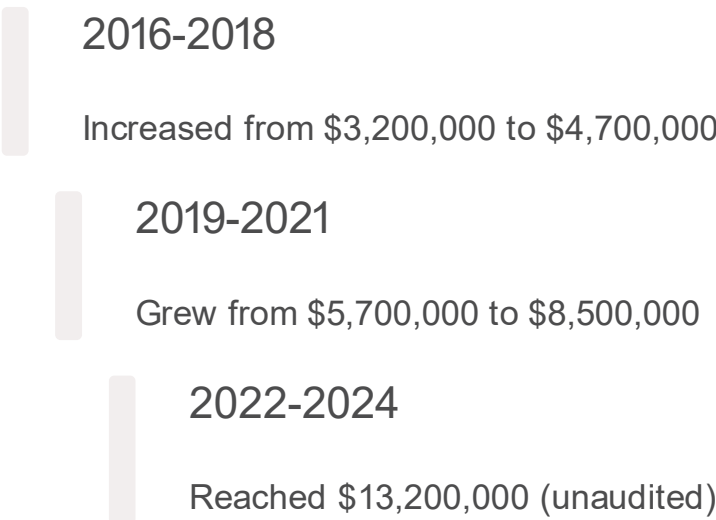 2016-2018
Increased from $3,200,000 to $4,700,000
2019-2021
Grew from $5,700,000 to $8,500,000
2022-2024
Reached $13,200,000 (unaudited)